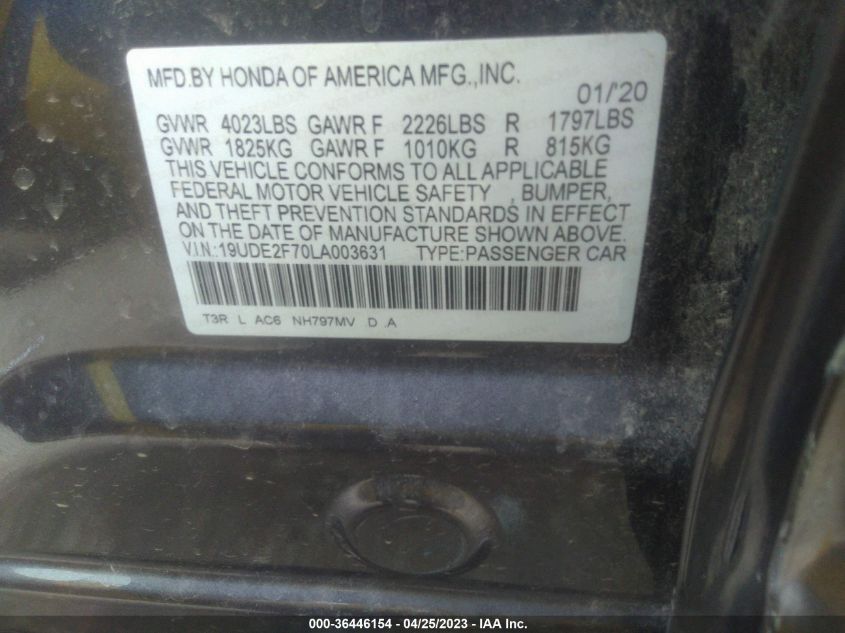 MFD.BY HONDA OF AMERICA MFG.,INC.
01/'20
GVWR 4023LBS GAWR F 2226LBS R 1797LBS
GVWR 1825KG GAWR F 1010KG R 815KG
THIS VEHICLE CONFORMS TO ALL APPLICABLE
FEDERAL MOTOR VEHICLE SAFETY , BUMPER,
AND THEFT PREVENTION STANDARDS IN EFFECT
ON THE DATE OF MANUFACTURE SHOWN ABOVE.
V.I.N.:19UDE2F70LA003631 TYPE:PASSENGER CAR
T3R L AC6 NH797MV D .A
000-36446154 - 04/25/2023 - IAA Inc.